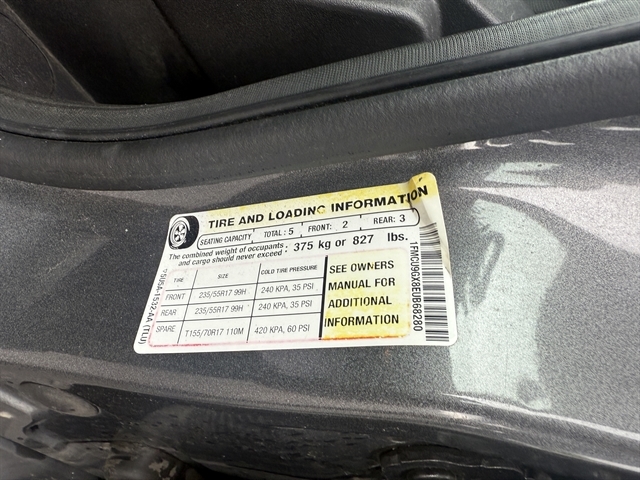 TIRE AND LOADING INFORMATION
SEATING CAPACITY TOTAL: 5 FRONT: 2 REAR: 3
The combined weight of occupants and cargo should never exceed: 375 kg or 827 lbs.
TIRE SIZE COLD TIRE PRESSURE
FRONT 235/55R17 99H 240 KPA, 35 PSI
REAR 235/55R17 99H 240 KPA, 35 PSI
SPARE T155/70R17 110M 420 KPA, 60 PSI
SEE OWNERS
MANUAL FOR
ADDITIONAL
INFORMATION
1FMCU9GX8EUB68280